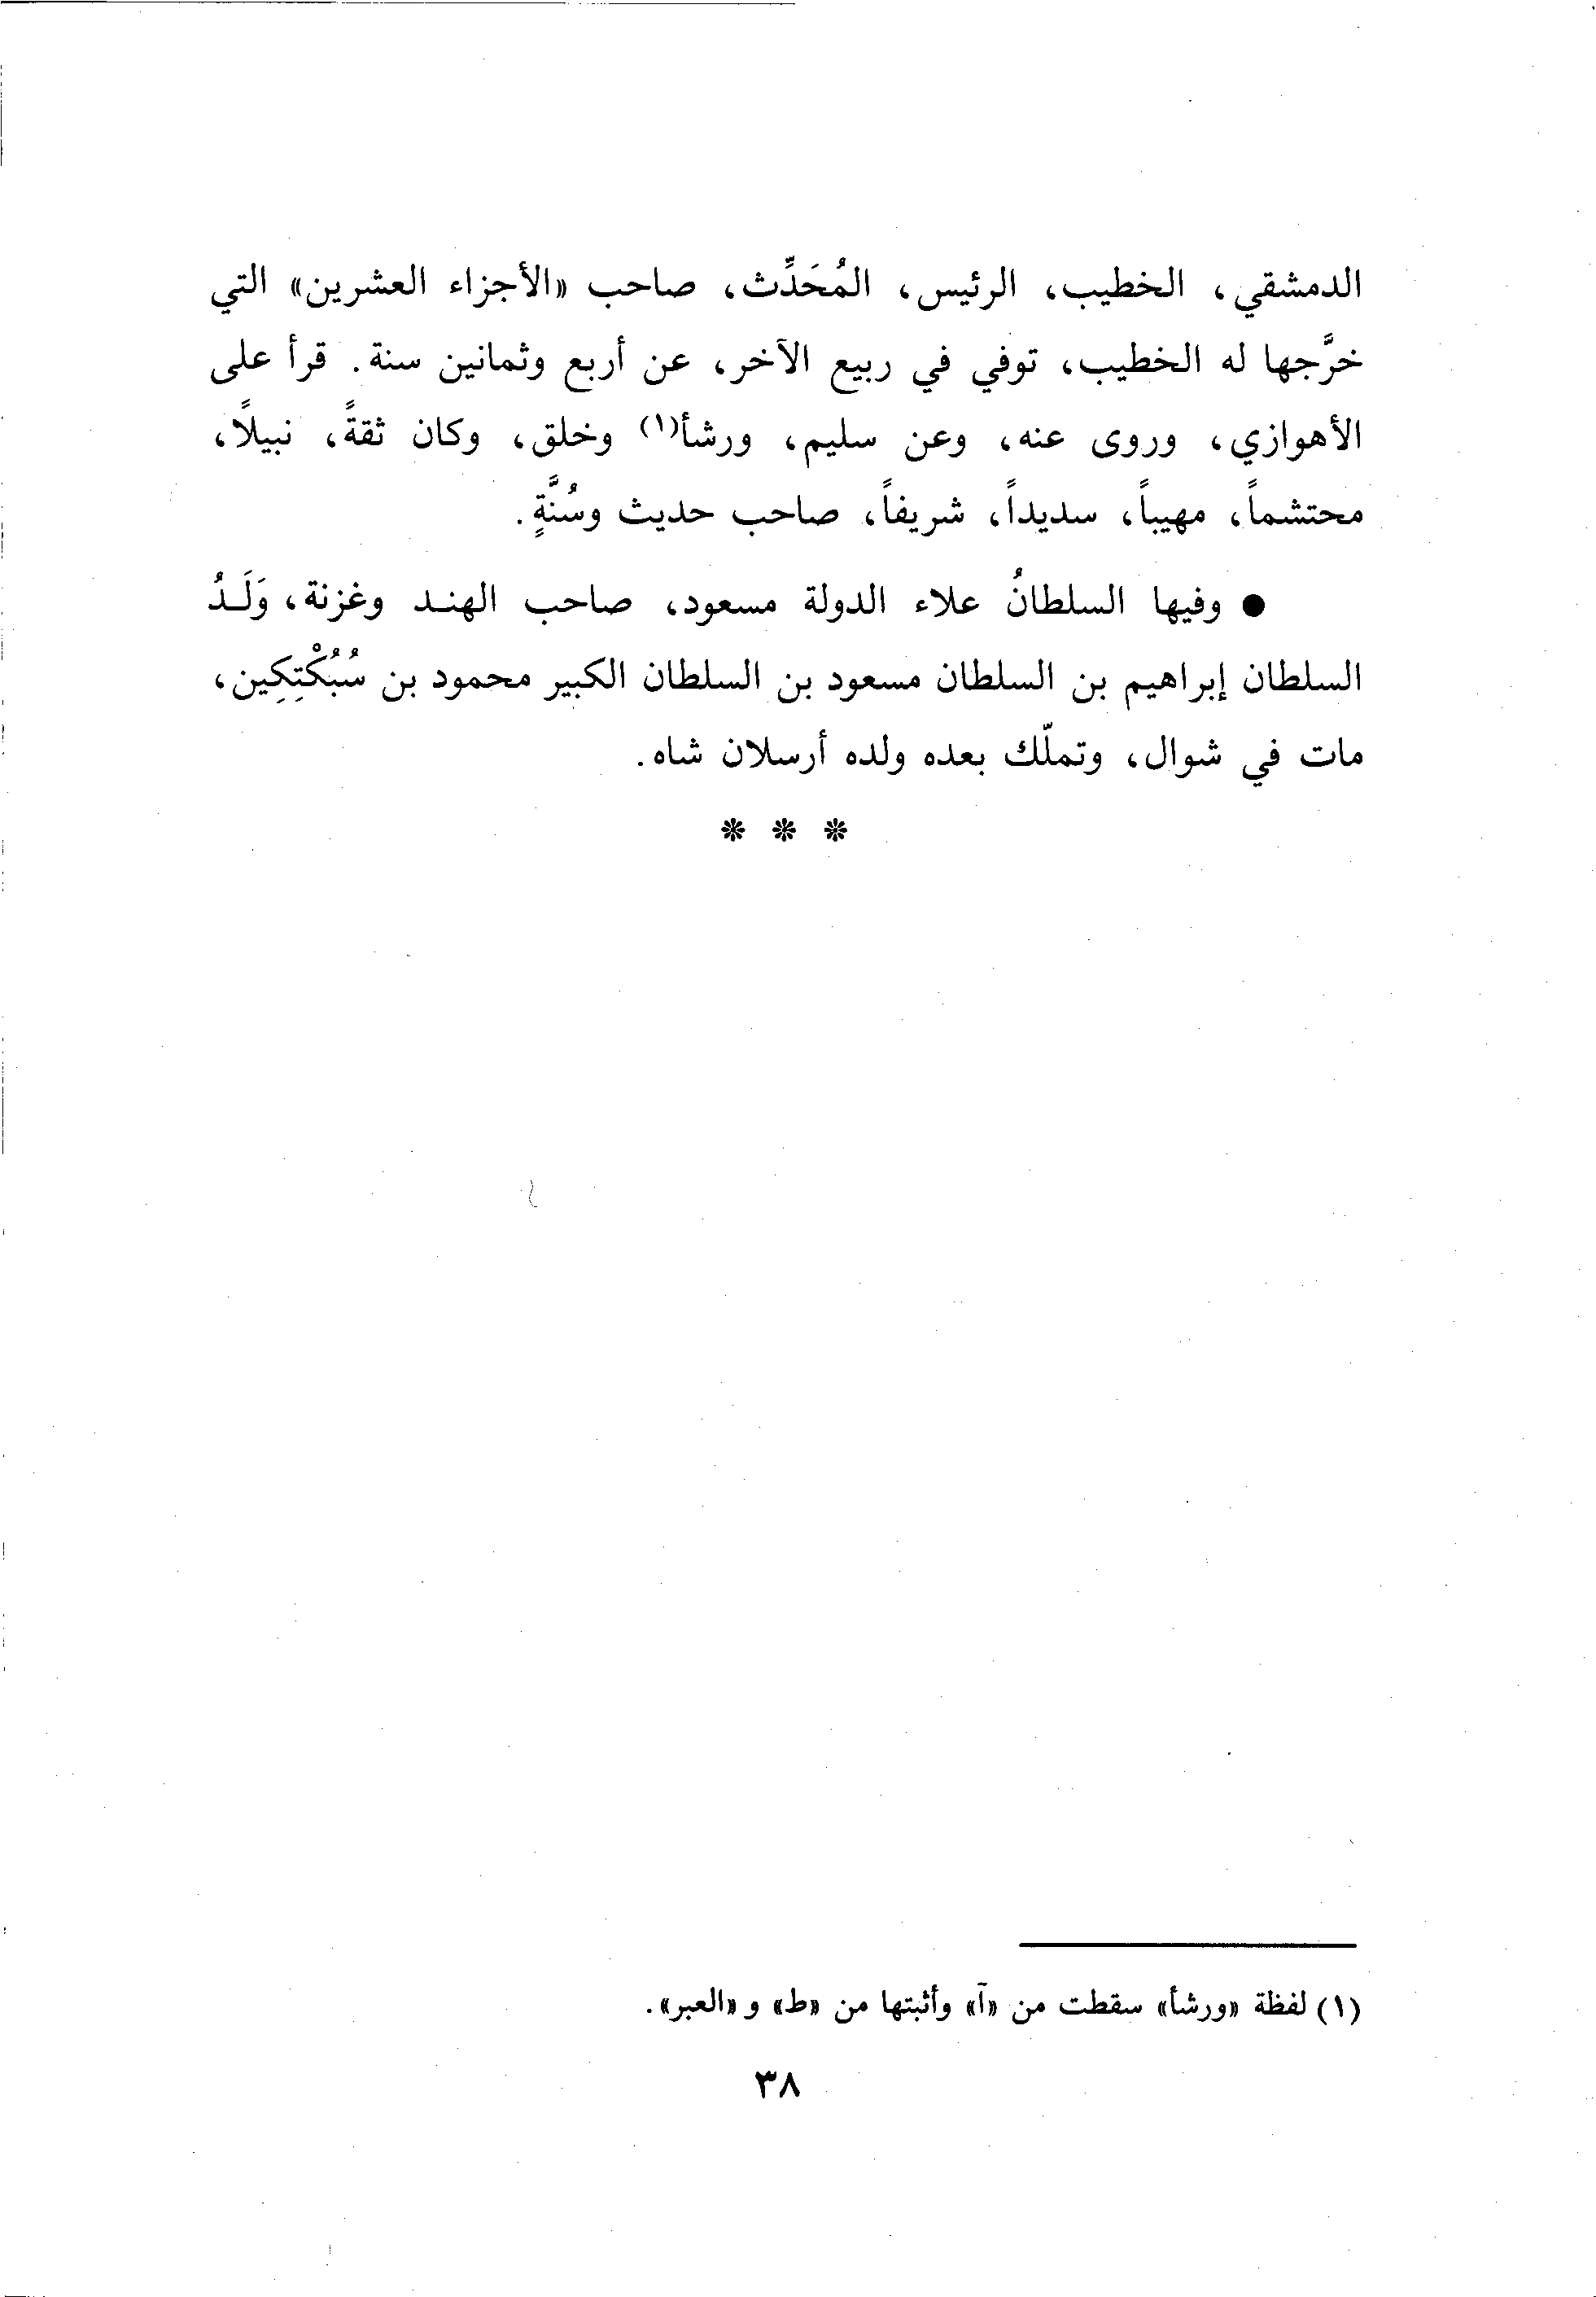 الدمشقي، الخطيب، الرئيس، المُحَدِّث، صاحب «الأجزاء العشرين» التي
خرَّجها له الخطيب، توفي في ربيع الآخر، عن أربع وثمانين سنة. قرأ على
الأهوازي، وروى عنه، وعن سليم، ورشأ(١) وخلق، وكان ثقةً، نبيلًا،
محتشماً، مهيباً، سديداً، شريفاً، صاحب حديث وسُنَّةٍ.
● وفيها السلطانُ علاء الدولة مسعود، صاحب الهنـد وغزنة، وَلَـدُ
السلطان إبراهيم بن السلطان مسعود بن السلطان الكبير محمود بن سُبُكْتِكِين،
مات في شوال، وتملّك بعده ولده أرسلان شاه.
* * *
(١) لفظة «ورشأ» سقطت من «آ» وأثبتها من «ط» و «العبر».
٣٨